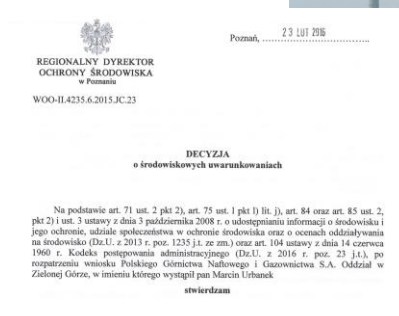 Poznań, 23 LUT 2016
REGIONALNY DYREKTOR
OCHRONY ŚRODOWISKA
w Poznaniu
WOO-II.4235.6.2015.JC.23
DECYZJA
o środowiskowych uwarunkowaniach
Na podstawie art. 71 ust. 2 pkt 2), art. 75 ust. 1 pkt 1) lit. j), art. 84 oraz art. 85 ust. 2,
pkt 2) i ust. 3 ustawy z dnia 3 października 2008 r. o udostępnianiu informacji o środowisku i
jego ochronie, udziale społeczeństwa w ochronie środowiska oraz o ocenach oddziaływania
na środowisko (Dz.U. z 2013 r. poz. 1235 j.t. ze zm.) oraz art. 104 ustawy z dnia 14 czerwca
1960 r. Kodeks postępowania administracyjnego (Dz.U. z 2016 r. poz. 23 j.t.), po
rozpatrzeniu wniosku Polskiego Górnictwa Naftowego i Gazownictwa S.A. Oddział w
Zielonej Górze, w imieniu którego wystąpił pan Marcin Urbanek
stwierdzam